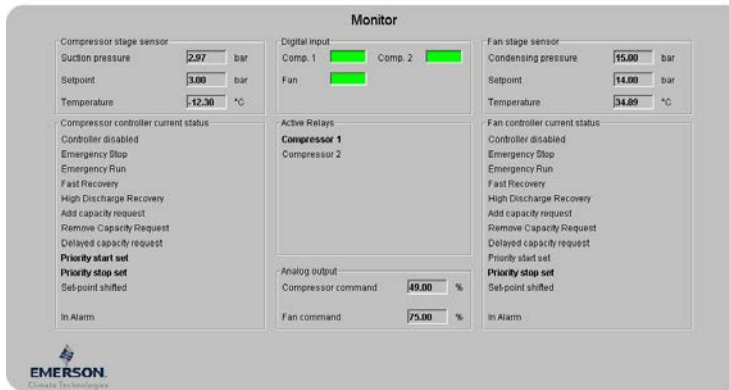 Monitor
Compressor stage sensor
Suction pressure 2.97 bar
Setpoint 3.00 bar
Temperature -12.30 °C
Digital input
Comp. 1 Comp. 2
Fan
Fan stage sensor
Condensing pressure 15.00 bar
Setpoint 14.00 bar
Temperature 34.89 °C
Compressor controller current status
Controller disabled
Emergency Stop
Emergency Run
Fast Recovery
High Discharge Recovery
Add capacity request
Remove Capacity Request
Delayed capacity request
Priority start set
Priority stop set
Set-point shifted
In Alarm
Active Relays
Compressor 1
Compressor 2
Analog output
Compressor command 49.00 %
Fan command 75.00 %
Fan controller current status
Controller disabled
Emergency Stop
Emergency Run
Fast Recovery
High Discharge Recovery
Add capacity request
Remove Capacity Request
Delayed capacity request
Priority start set
Priority stop set
Set-point shifted
In Alarm
EMERSON.
Climate Technologies